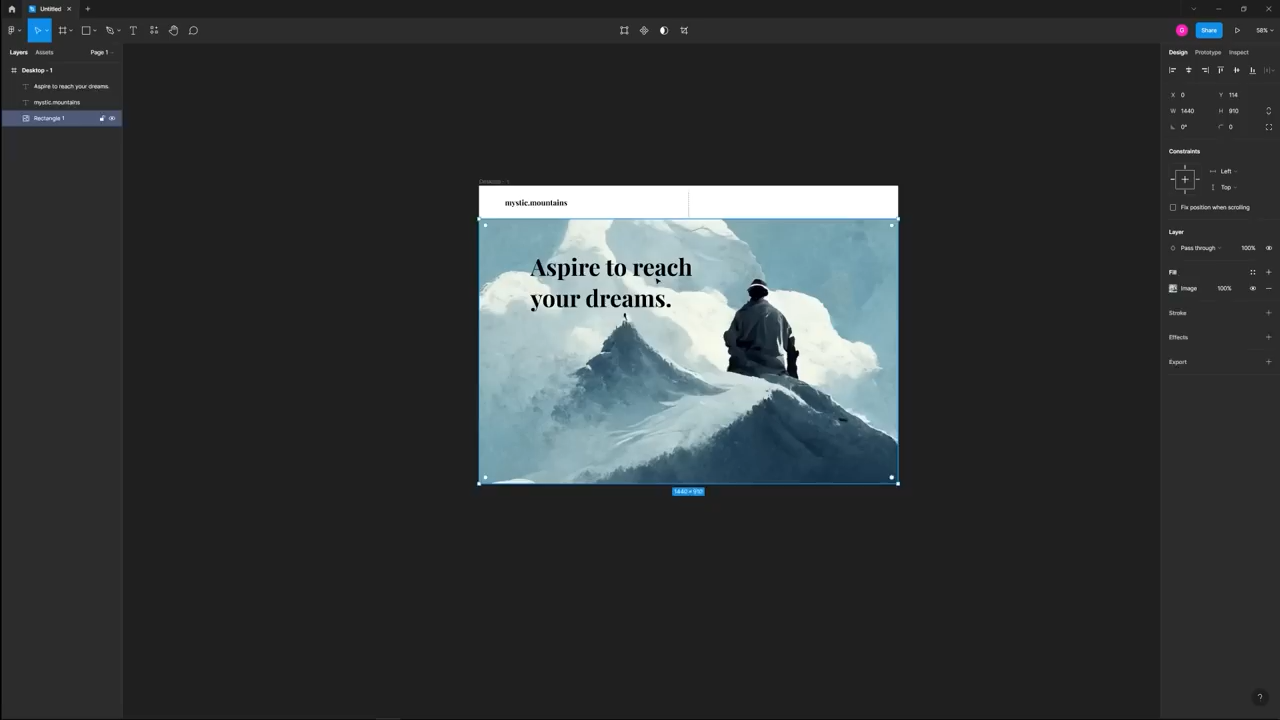 Untitled
Share
58%
Layers
Assets
Page 1
Design
Prototype
Inspect
Desktop - 1
Aspire to reach your dreams.
mystic.mountains
Rectangle 1
X 0 Y 114
W 1440 H 910
0° 0
Constraints
Left
Top
Fix position when scrolling
Layer
Pass through 100%
Fill
Image 100%
Stroke
Effects
Export
Desktop - 1
mystic.mountains
Aspire to reach
your dreams.
1440 × 910
G
?